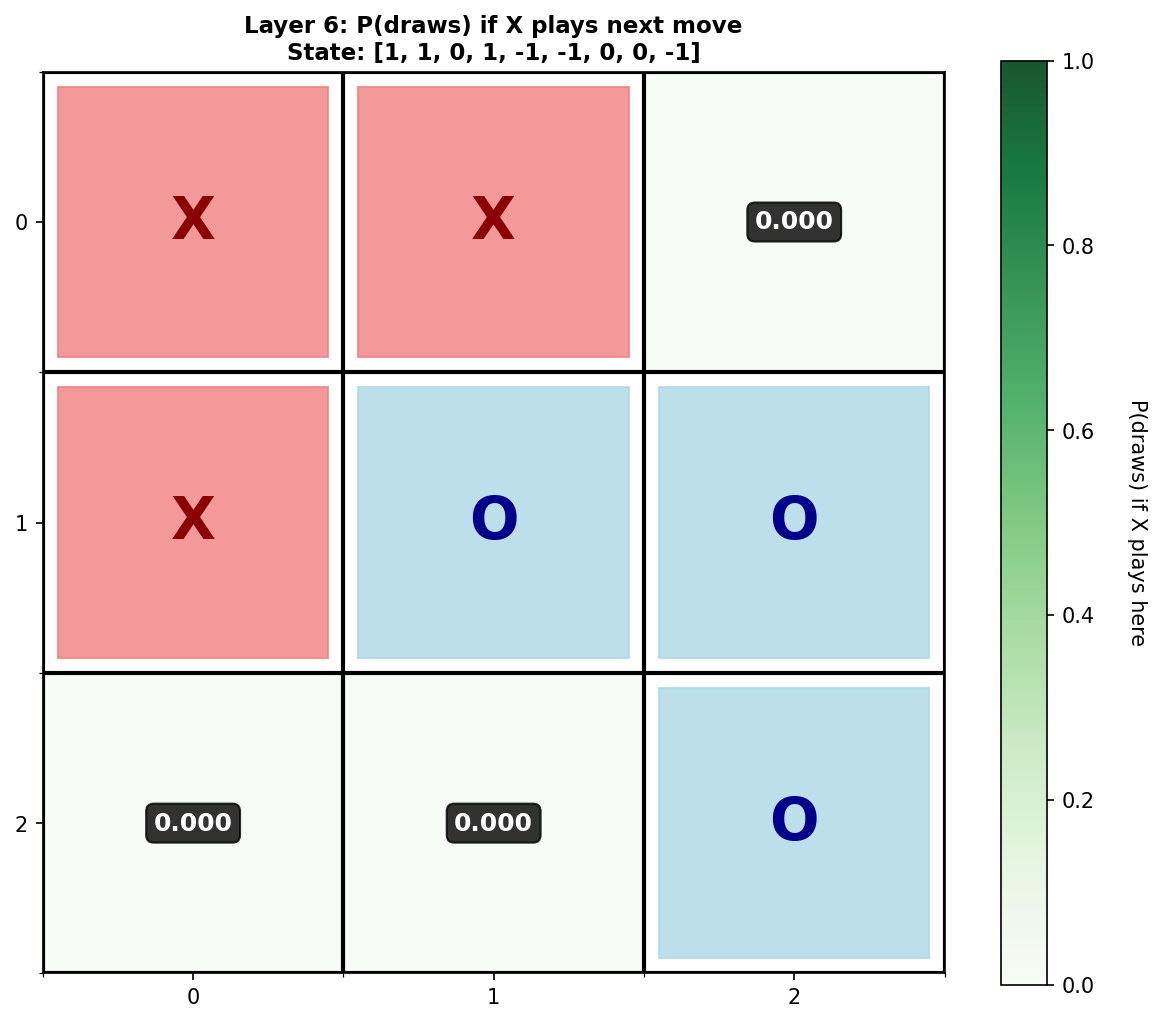 Layer 6: P(draws) if X plays next move
State: [1, 1, 0, 1, -1, -1, 0, 0, -1]
X
X
0.000
X
O
O
0.000
0.000
O
0
1
2
0
1
2
1.0
0.8
0.6
0.4
0.2
0.0
P(draws) if X plays here